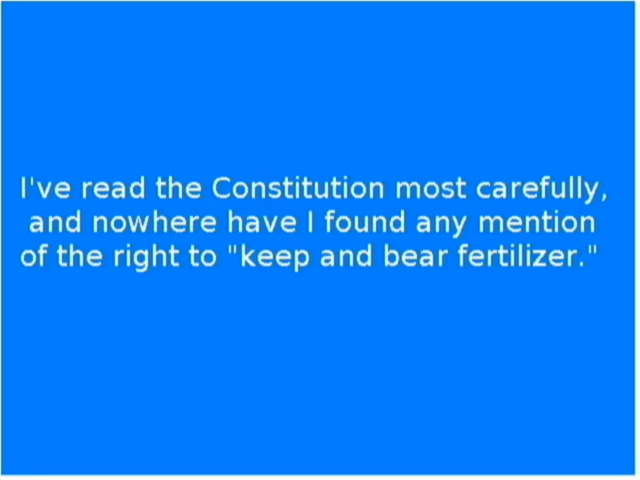 I've read the Constitution most carefully,
and nowhere have I found any mention
of the right to "keep and bear fertilizer."